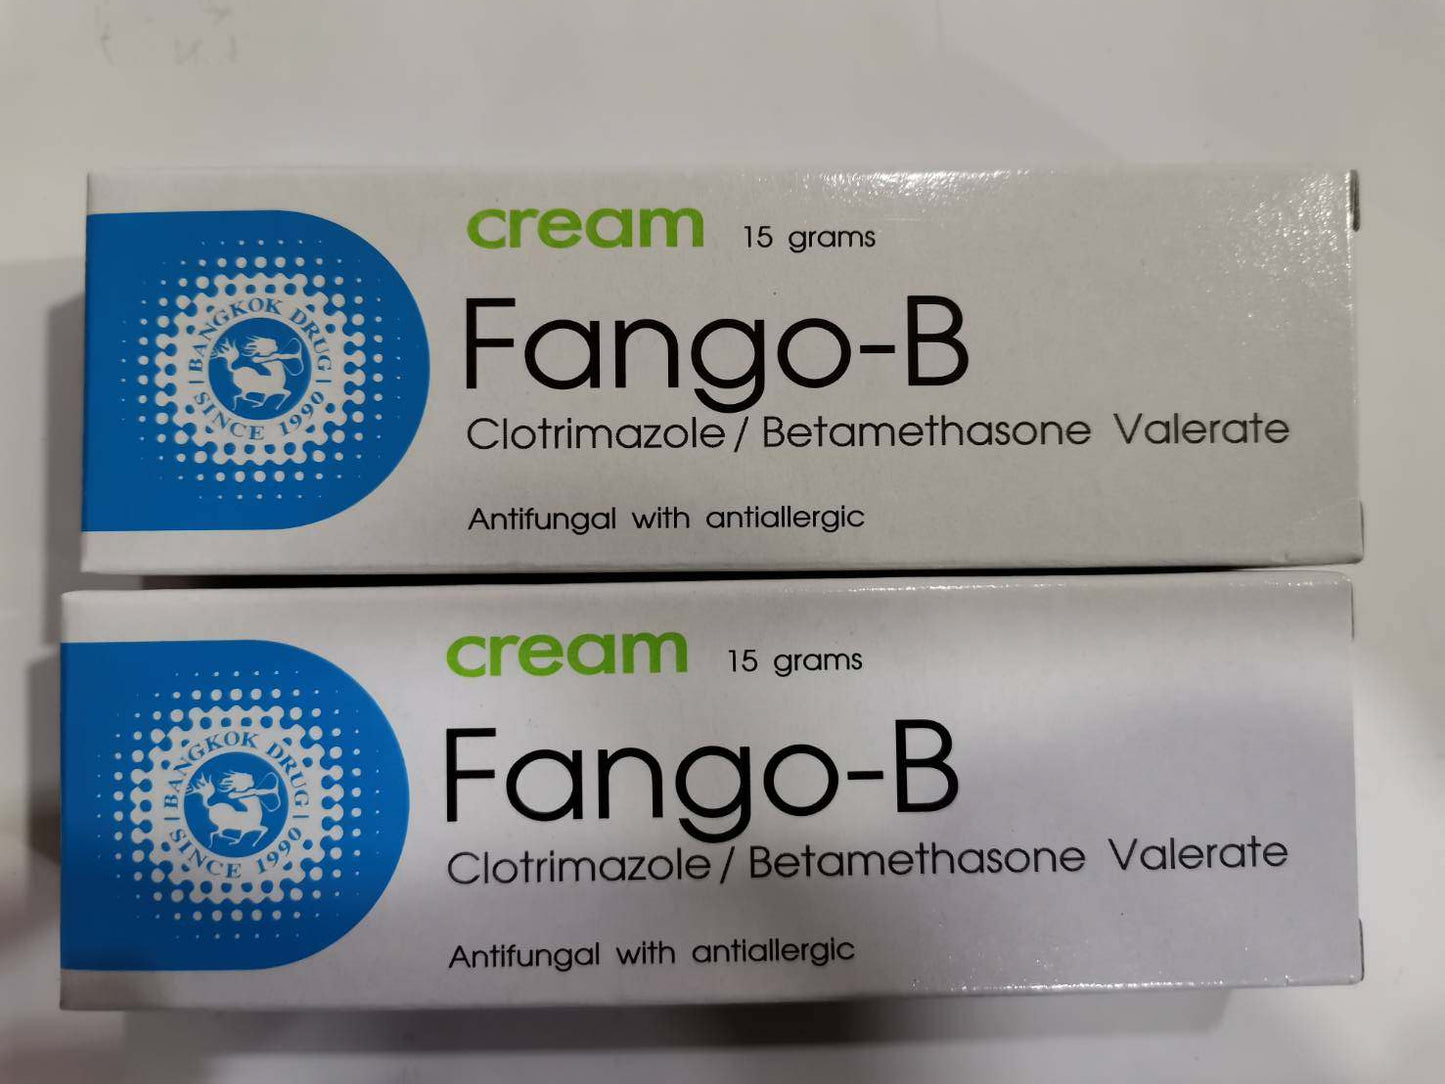 cream 15 grams
Fango-B
Clotrimazole / Betamethasone Valerate
Antifungal with antiallergic
BANGKOK DRUG
SINCE 1990
cream 15 grams
Fango-B
Clotrimazole / Betamethasone Valerate
Antifungal with antiallergic
BANGKOK DRUG
SINCE 1990